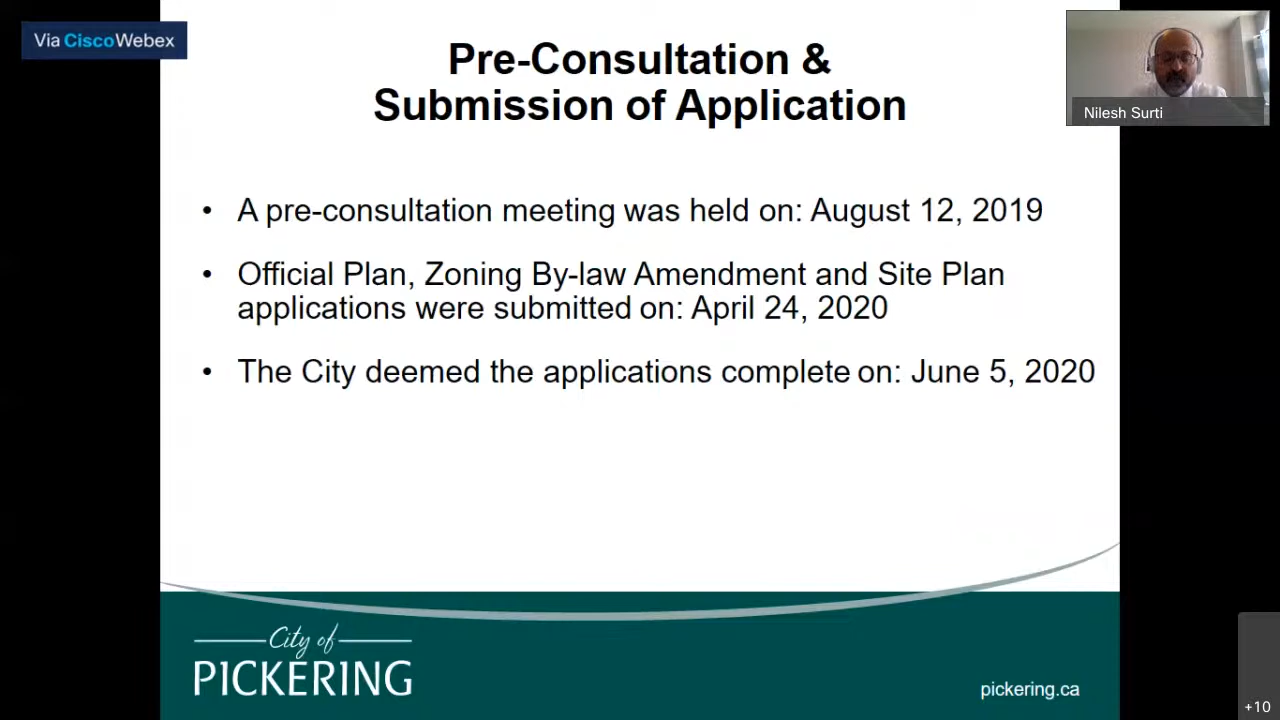 Via CiscoWebex
Pre-Consultation &
Submission of Application
Nilesh Surti
• A pre-consultation meeting was held on: August 12, 2019
• Official Plan, Zoning By-law Amendment and Site Plan
applications were submitted on: April 24, 2020
• The City deemed the applications complete on: June 5, 2020
City of
PICKERING
pickering.ca
+10